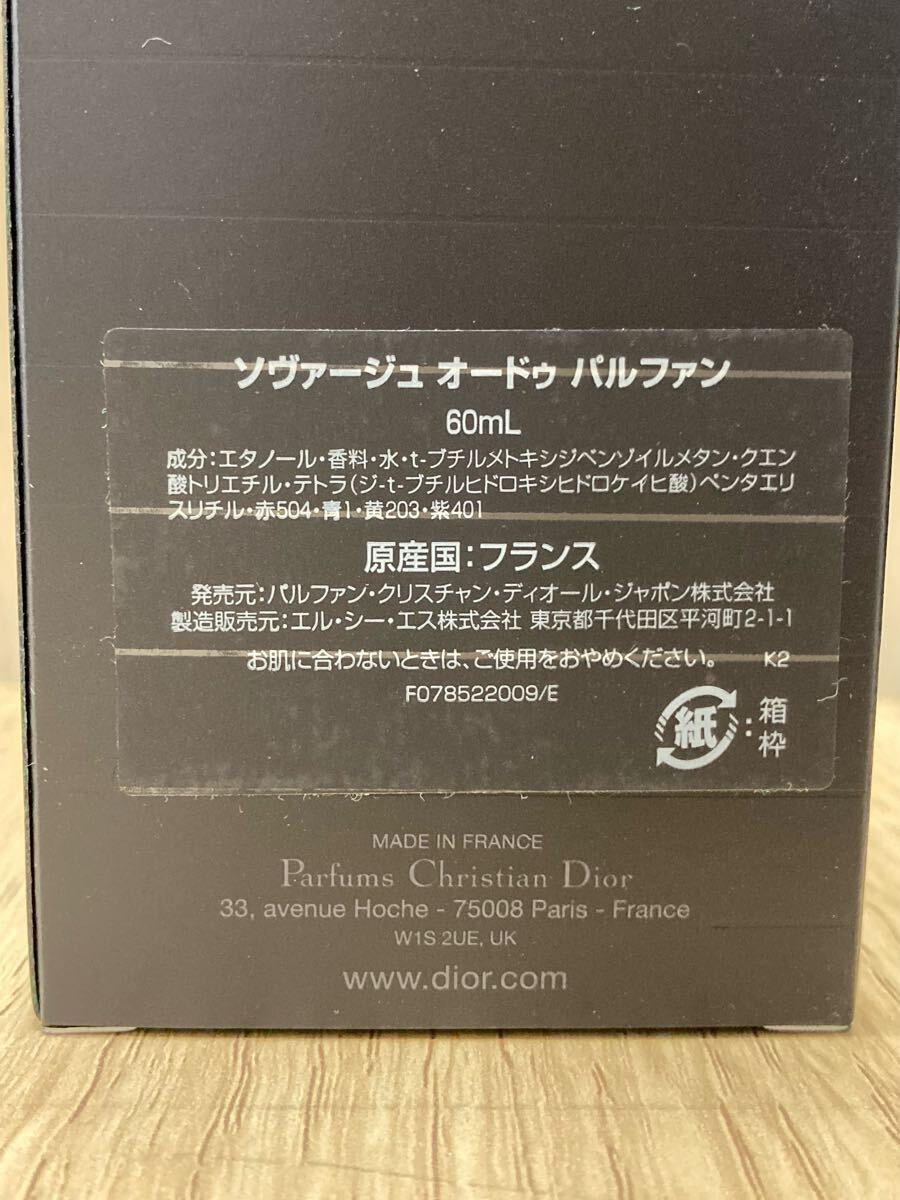 ソヴァージュ オードゥ パルファン
60mL
成分:エタノール・香料・水・t-ブチルメトキシジベンゾイルメタン・クエン
酸トリエチル・テトラ(ジ-t-ブチルヒドロキシヒドロケイヒ酸)ペンタエリ
スリチル・赤504・青1・黄203・紫401
原産国:フランス
発売元:パルファン・クリスチャン・ディオール・ジャポン株式会社
製造販売元:エル・シー・エス株式会社 東京都千代田区平河町2-1-1
お肌に合わないときは、ご使用をおやめください。 K2
F078522009/E
紙:箱
枠
MADE IN FRANCE
Parfums Christian Dior
33, avenue Hoche - 75008 Paris - France
W1S 2UE, UK
www.dior.com